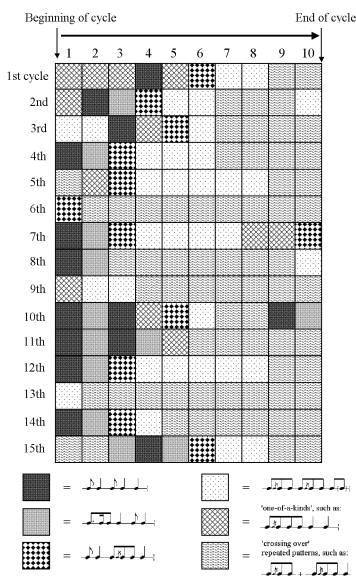 Beginning of cycle End of cycle
1 2 3 4 5 6 7 8 9 10
1st cycle
2nd
3rd
4th
5th
6th
7th
8th
9th
10th
11th
12th
13th
14th
15th
= =
'one-of-a-kinds', such as:
= =
'crossing over'
repeated patterns, such as:
= =
+